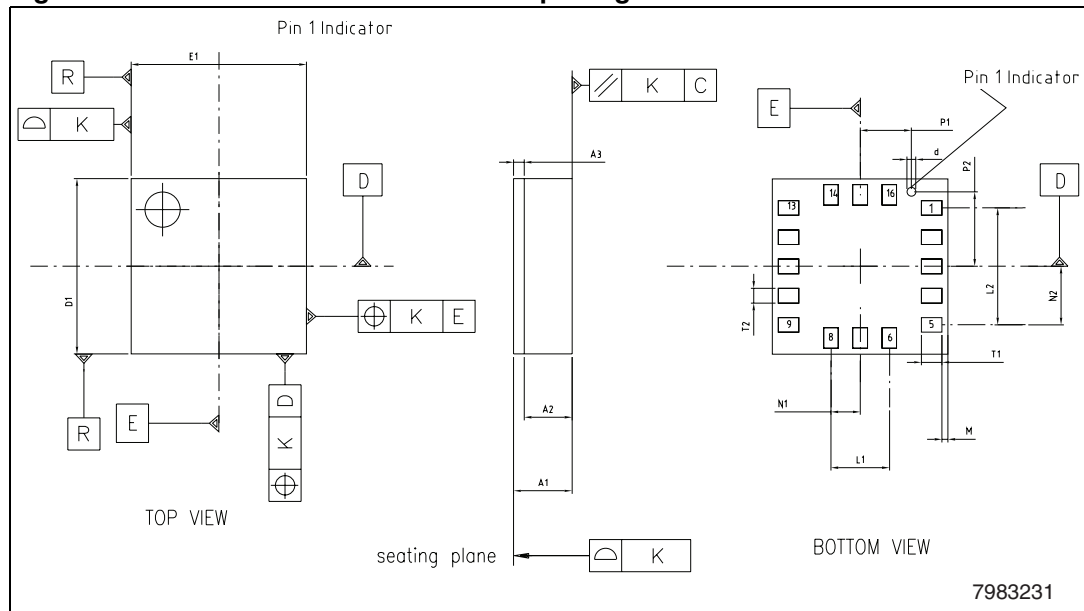 Pin 1 Indicator
E1
R
K
D
D1
K
E
R
E
D
K
TOP VIEW
K
C
A3
A2
A1
seating plane
K
Pin 1 Indicator
E
P1
d
P2
D
14
16
13
1
L2
N2
T2
9
5
8
6
T1
N1
M
L1
BOTTOM VIEW
7983231